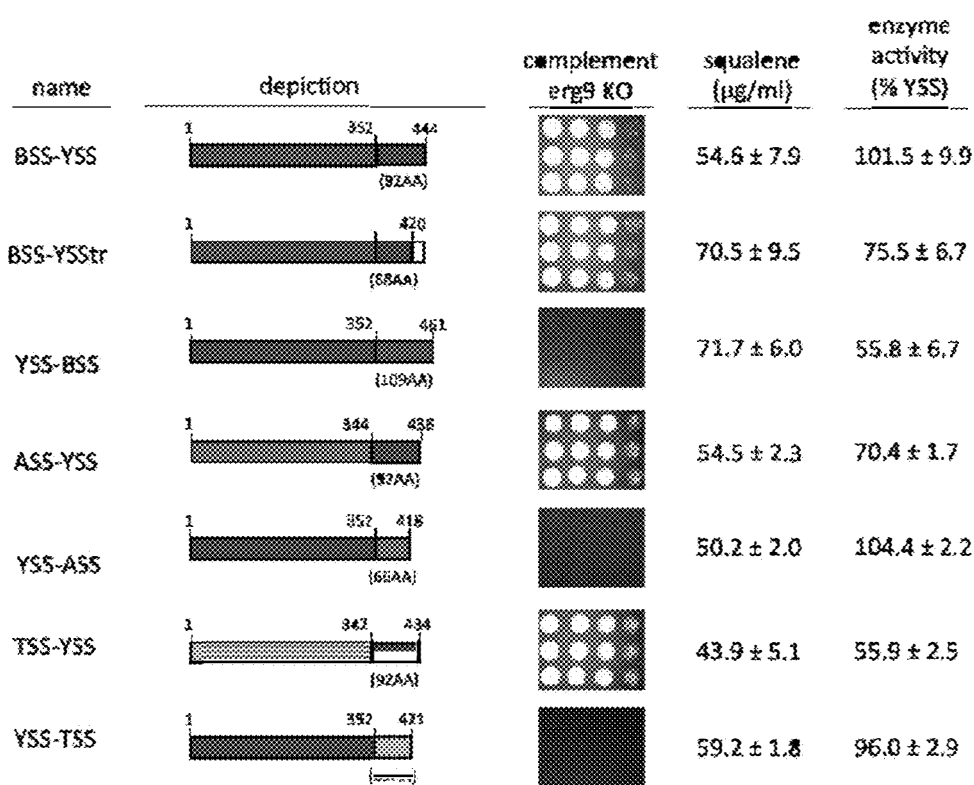 enzyme
complement squalene activity
name depiction erg9 KO (µg/ml) (% YSS)
1 352 444
BSS-YSS 54.6 ± 7.9 101.5 ± 9.9
(92AA)
1 420
BSS-YSStr 70.5 ± 9.5 75.5 ± 6.7
(68AA)
1 352 461
YSS-BSS 71.7 ± 6.0 55.8 ± 6.7
(109AA)
1 344 436
ASS-YSS 54.5 ± 2.3 70.4 ± 1.7
(92AA)
1 352 418
YSS-ASS 50.2 ± 2.0 104.4 ± 2.2
(66AA)
1 342 434
TSS-YSS 43.9 ± 5.1 55.9 ± 2.5
(92AA)
1 352 421
YSS-TSS 59.2 ± 1.8 96.0 ± 2.9